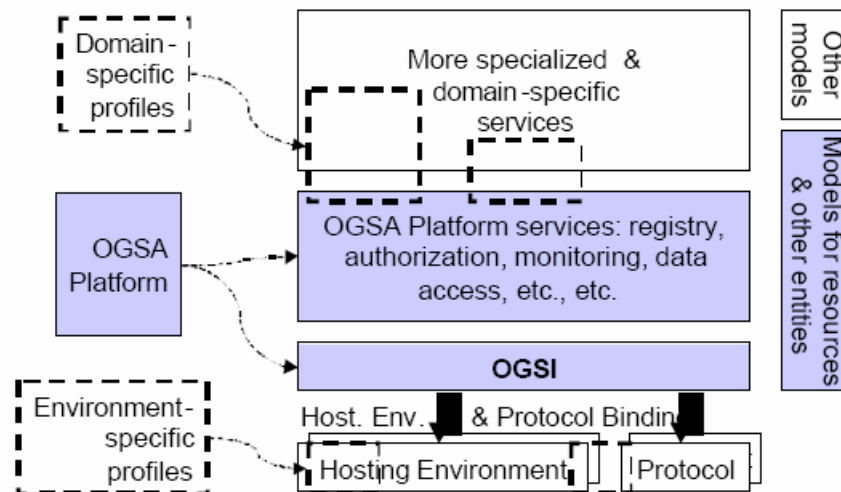 Domain-
specific
profiles
More specialized &
domain-specific
services
Other
models
OGSA
Platform
OGSA Platform services: registry,
authorization, monitoring, data
access, etc., etc.
Models for resources
& other entities
OGSI
Environment-
specific
profiles
Host. Env. & Protocol Bindin
Hosting Environment
Protocol